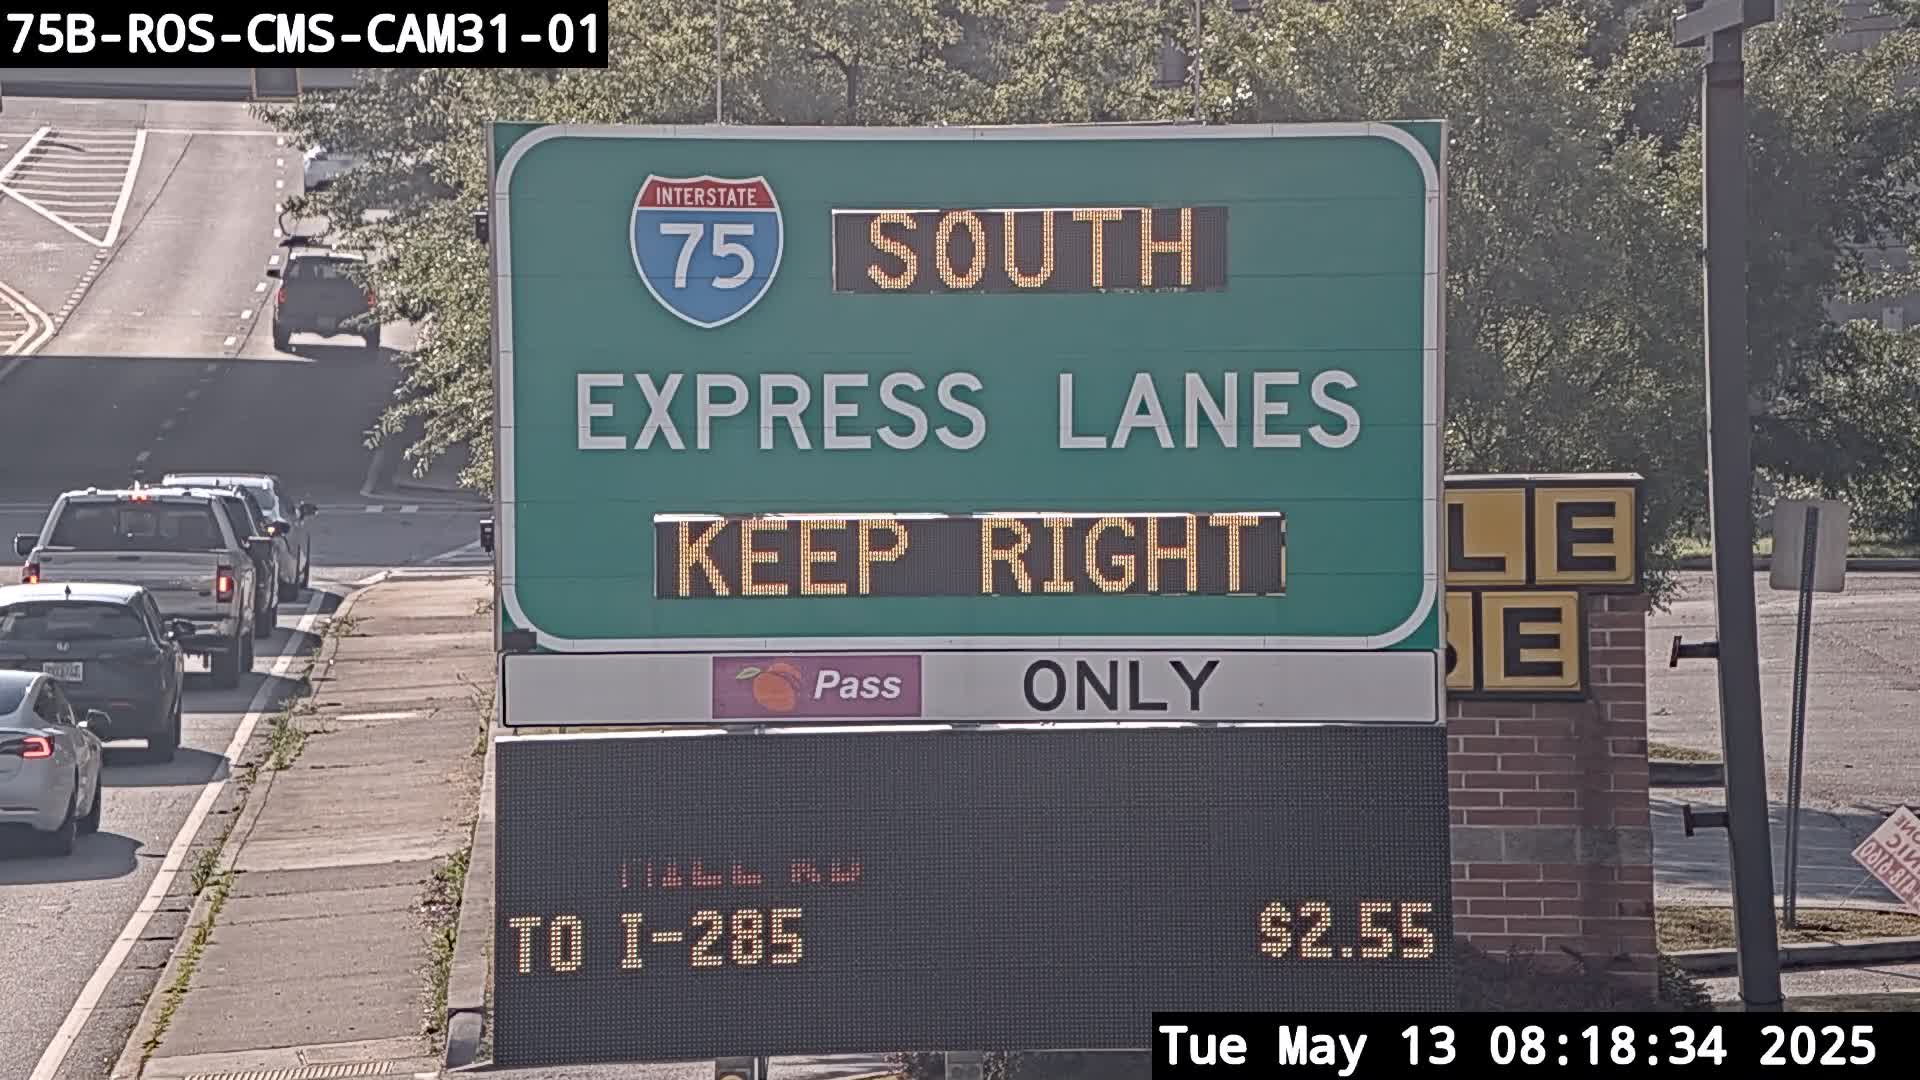 75B-ROS-CMS-CAM31-01
INTERSTATE
75
SOUTH
EXPRESS LANES
KEEP RIGHT
Pass ONLY
LE
E
TO I-285 $2.55
Tue May 13 08:18:34 2025